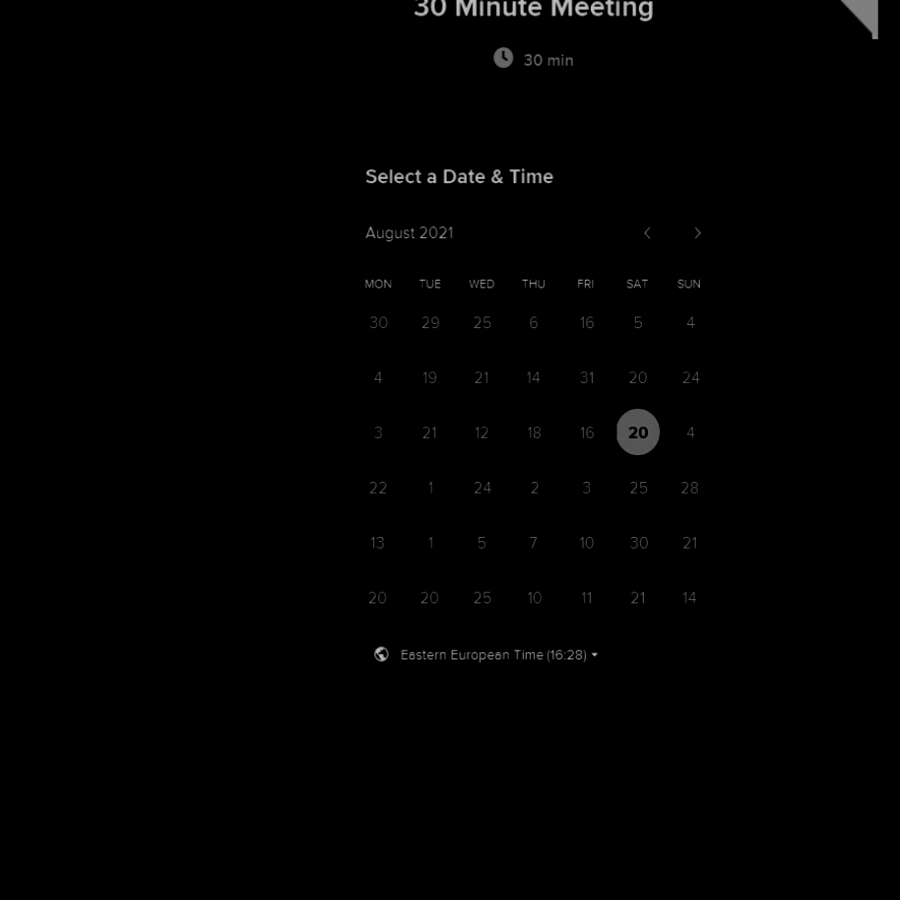 30 Minute Meeting
30 min
Select a Date & Time
August 2021
MON TUE WED THU FRI SAT SUN
30 29 25 6 16 5 4
4 19 21 14 31 20 24
3 21 12 18 16 20 4
22 1 24 2 3 25 28
13 1 5 7 10 30 21
20 20 25 10 11 21 14
Eastern European Time (16:28)